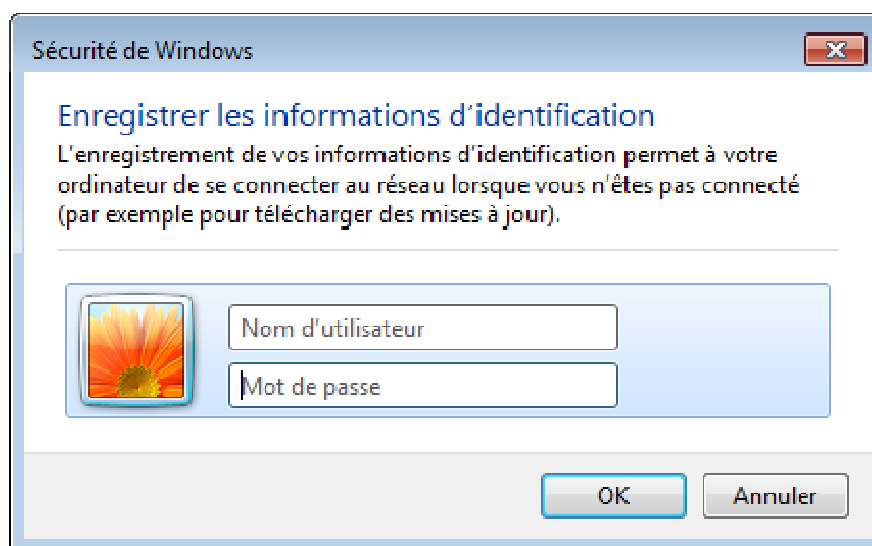 Sécurité de Windows
Enregistrer les informations d'identification
L'enregistrement de vos informations d'identification permet à votre
ordinateur de se connecter au réseau lorsque vous n'êtes pas connecté
(par exemple pour télécharger des mises à jour).
Nom d'utilisateur
Mot de passe
OK Annuler